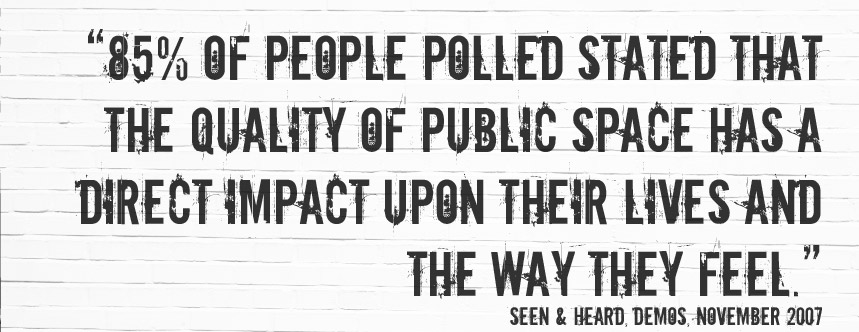 “85% OF PEOPLE POLLED STATED THAT
THE QUALITY OF PUBLIC SPACE HAS A
DIRECT IMPACT UPON THEIR LIVES AND
THE WAY THEY FEEL.”
SEEN & HEARD, DEMOS, NOVEMBER 2007